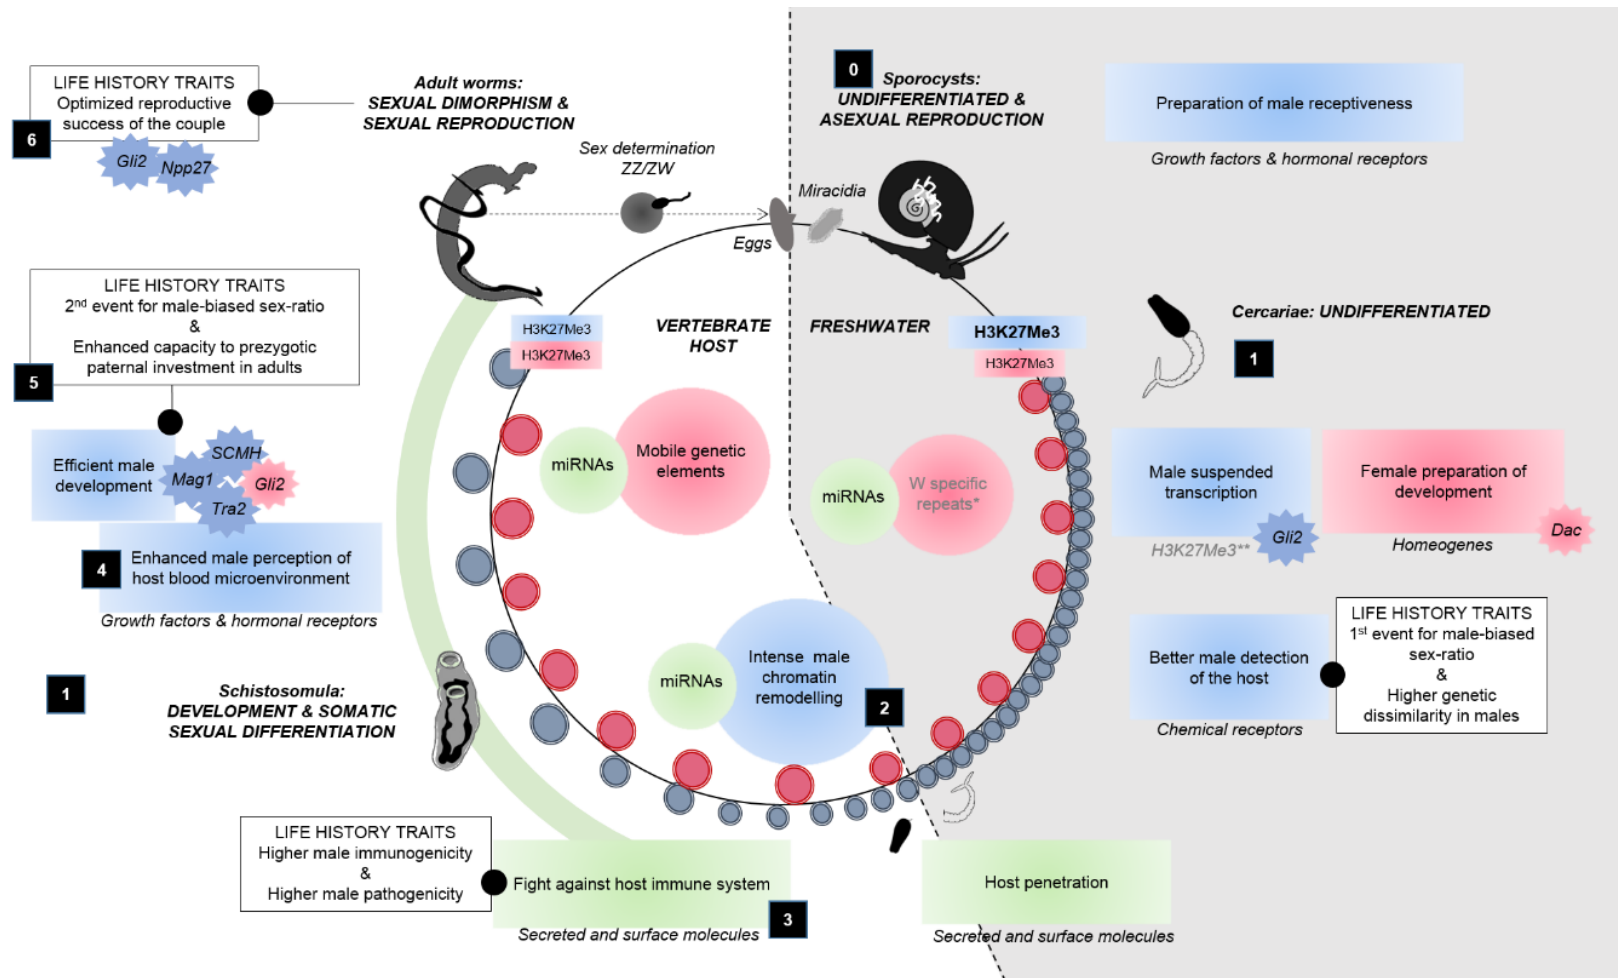 LIFE HISTORY TRAITS
Optimized reproductive
success of the couple
6
Gli2
Npp27
Adult worms:
SEXUAL DIMORPHISM &
SEXUAL REPRODUCTION
Sex determination
ZZ/ZW
Eggs
Miracidia
0
Sporocysts:
UNDIFFERENTIATED &
ASEXUAL REPRODUCTION
Preparation of male receptiveness
Growth factors & hormonal receptors
LIFE HISTORY TRAITS
2nd event for male-biased sex-ratio
&
Enhanced capacity to prezygotic
paternal investment in adults
5
H3K27Me3
H3K27Me3
VERTEBRATE
HOST
FRESHWATER
H3K27Me3
H3K27Me3
Cercariae: UNDIFFERENTIATED
1
Efficient male
development
SCMH
Mag1
Gli2
Tra2
miRNAs
Mobile genetic
elements
miRNAs
W specific
repeats*
Male suspended
transcription
H3K27Me3**
Gli2
Female preparation of
development
Homeogenes
Dac
4
Enhanced male perception of
host blood microenvironment
Growth factors & hormonal receptors
1
Schistosomula:
DEVELOPMENT & SOMATIC
SEXUAL DIFFERENTIATION
miRNAs
Intense male
chromatin
remodelling
2
Better male detection
of the host
Chemical receptors
LIFE HISTORY TRAITS
1st event for male-biased
sex-ratio
&
Higher genetic
dissimilarity in males
LIFE HISTORY TRAITS
Higher male immunogenicity
&
Higher male pathogenicity
Fight against host immune system
3
Secreted and surface molecules
Host penetration
Secreted and surface molecules